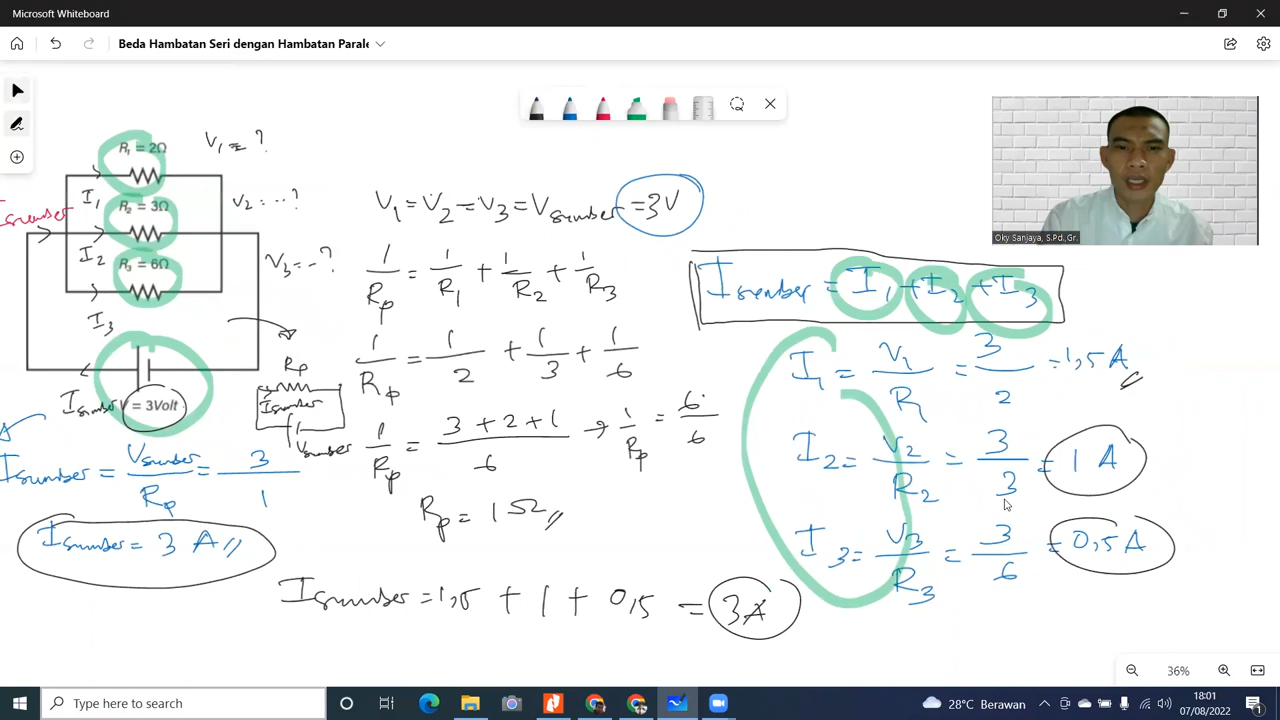 Microsoft Whiteboard
Beda Hambatan Seri dengan Hambatan Parale
R₁ = 2Ω
V₁ = ?
I₁
R₂ = 3Ω
V₂ = ..?
Isumber
I₂
R₃ = 6Ω
V₃ = -?
I₃
Rp
Isumber
Isumber V = 3Volt
Vsumber
A
Isumber = Vsumber/Rp = 3/1
Isumber = 3 A
V₁ = V₂ = V₃ = Vsumber = 3V
1/Rp = 1/R₁ + 1/R₂ + 1/R₃
1/Rp = 1/2 + 1/3 + 1/6
1/Rp = 3 + 2 + 1/6 → 1/Rp = 6/6
Rp = 1 Ω
Isumber = 1,5 + 1 + 0,5 = 3A
Isumber = I₁ + I₂ + I₃
I₁ = V₁/R₁ = 3/2 = 1,5 A
I₂ = V₂/R₂ = 3/3 = 1 A
I₃ = V₃/R₃ = 3/6 = 0,5 A
Oky Sanjaya, S.Pd,.Gr.
36%
Type here to search
28°C Berawan
18:01
07/08/2022